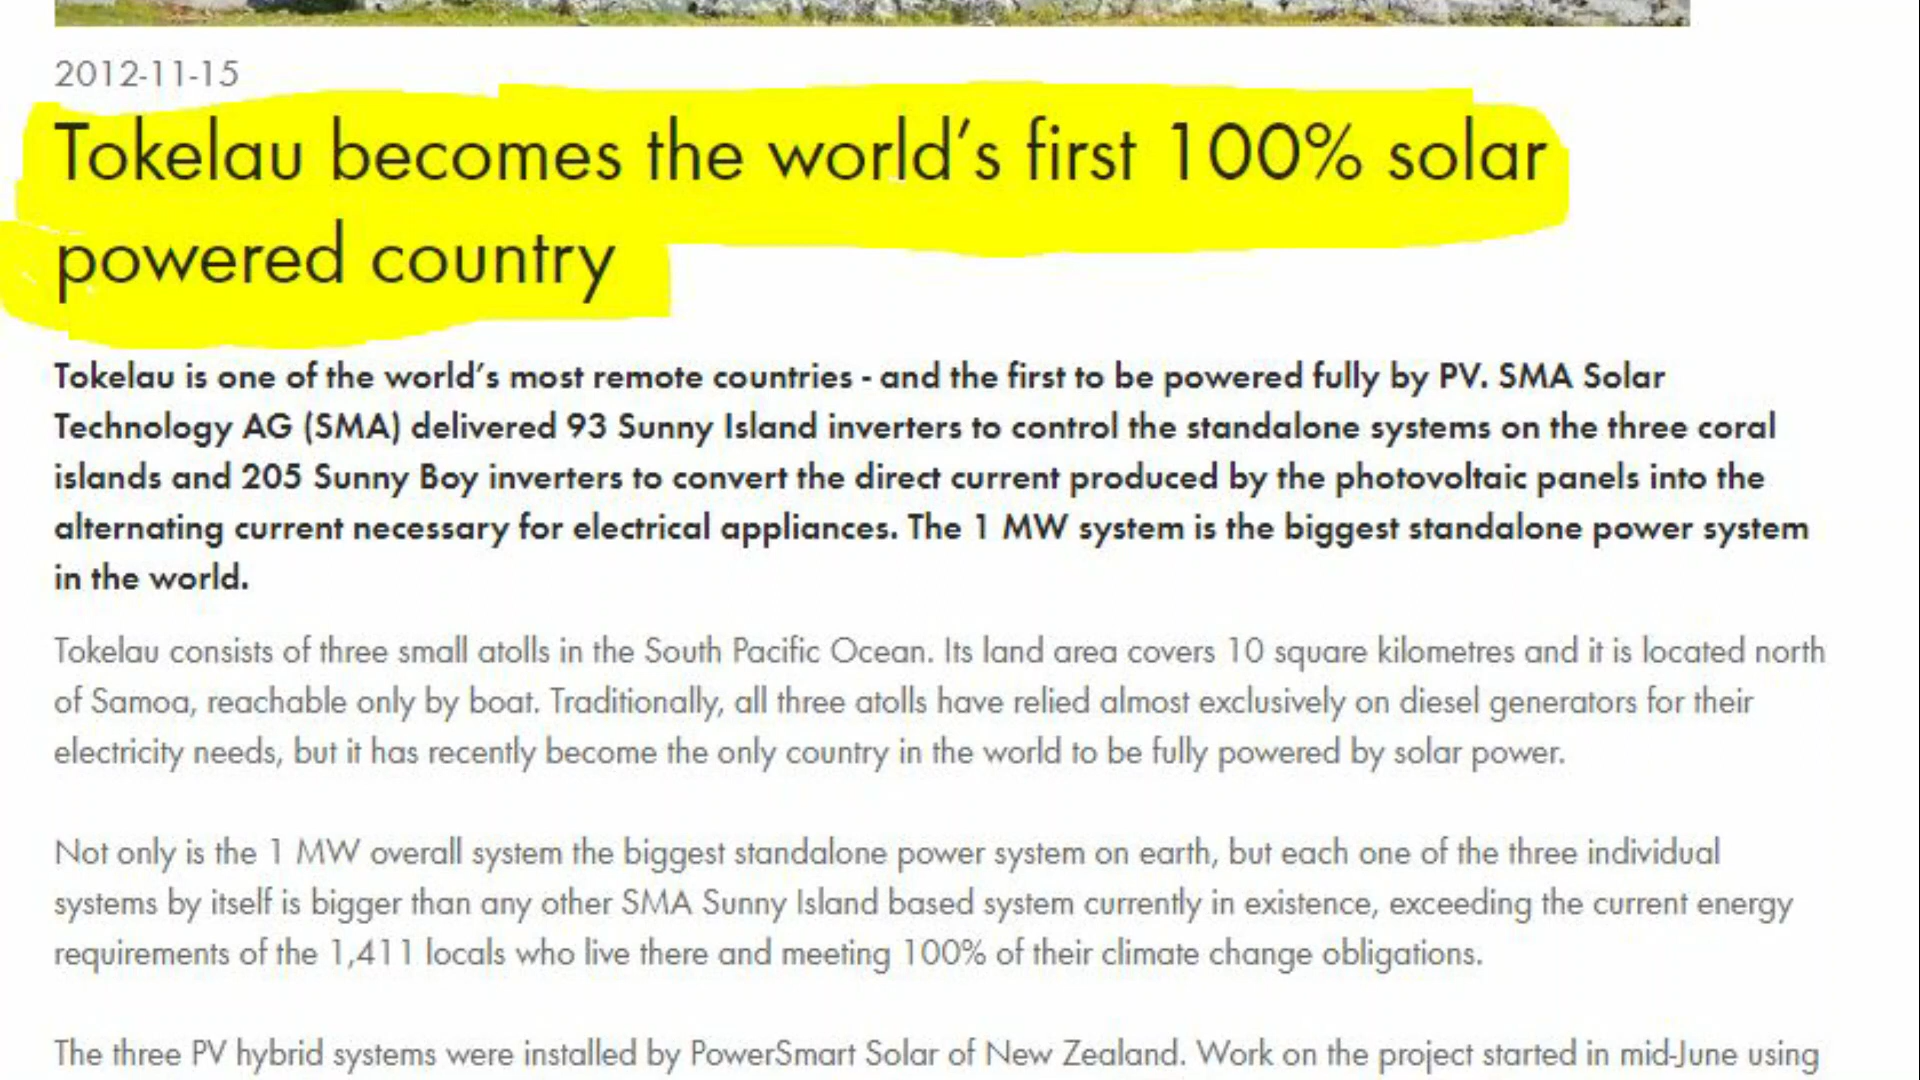 2012-11-15
Tokelau becomes the world's first 100% solar
powered country
Tokelau is one of the world's most remote countries - and the first to be powered fully by PV. SMA Solar
Technology AG (SMA) delivered 93 Sunny Island inverters to control the standalone systems on the three coral
islands and 205 Sunny Boy inverters to convert the direct current produced by the photovoltaic panels into the
alternating current necessary for electrical appliances. The 1 MW system is the biggest standalone power system
in the world.
Tokelau consists of three small atolls in the South Pacific Ocean. Its land area covers 10 square kilometres and it is located north
of Samoa, reachable only by boat. Traditionally, all three atolls have relied almost exclusively on diesel generators for their
electricity needs, but it has recently become the only country in the world to be fully powered by solar power.
Not only is the 1 MW overall system the biggest standalone power system on earth, but each one of the three individual
systems by itself is bigger than any other SMA Sunny Island based system currently in existence, exceeding the current energy
requirements of the 1,411 locals who live there and meeting 100% of their climate change obligations.
The three PV hybrid systems were installed by PowerSmart Solar of New Zealand. Work on the project started in mid-June using